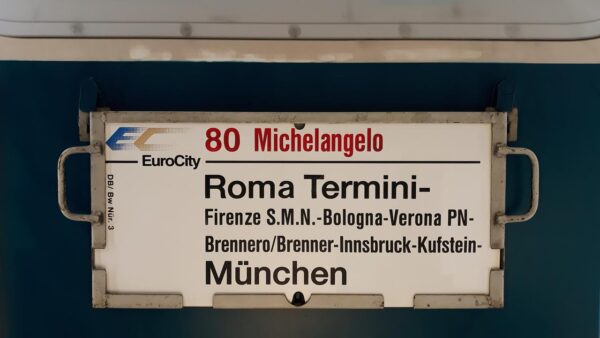 EC
80 Michelangelo
EuroCity
Roma Termini-
Firenze S.M.N.-Bologna-Verona PN-
Brennero/Brenner-Innsbruck-Kufstein-
München
DB/ Bw Nür. 3